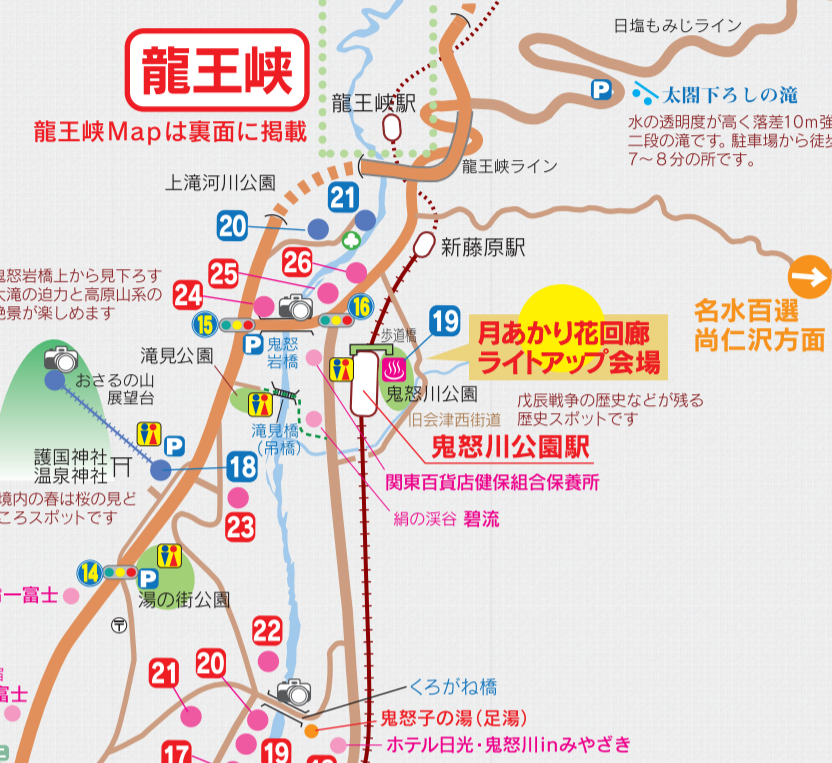 日塩もみじライン
龍王峡
P
太閤下ろしの滝
龍王峡駅
水の透明度が高く落差10m強
二段の滝です。駐車場から徒歩
7〜8分の所です。
龍王峡Mapは裏面に掲載
龍王峡ライン
上滝河川公園
21
20
新藤原駅
26
鬼怒岩橋上から見下ろす
大滝の迫力と高原山系の
絶景が楽しめます
25
24
名水百選
尚仁沢方面
16
15
19
月あかり花回廊
ライトアップ会場
P
鬼怒
岩橋
歩道橋
滝見公園
おさるの山
展望台
鬼怒川公園
戊辰戦争の歴史などが残る
歴史スポットです
旧会津西街道
滝見橋
(吊橋)
鬼怒川公園駅
P
護国神社
温泉神社
18
関東百貨店健保組合保養所
境内の春は桜の見ど
ころスポットです
23
絹の渓谷 碧流
14
P
一富士
湯の街公園
〒
22
21
20
くろがね橋
富士
鬼怒子の湯(足湯)
ホテル日光・鬼怒川inみやざき
17
19